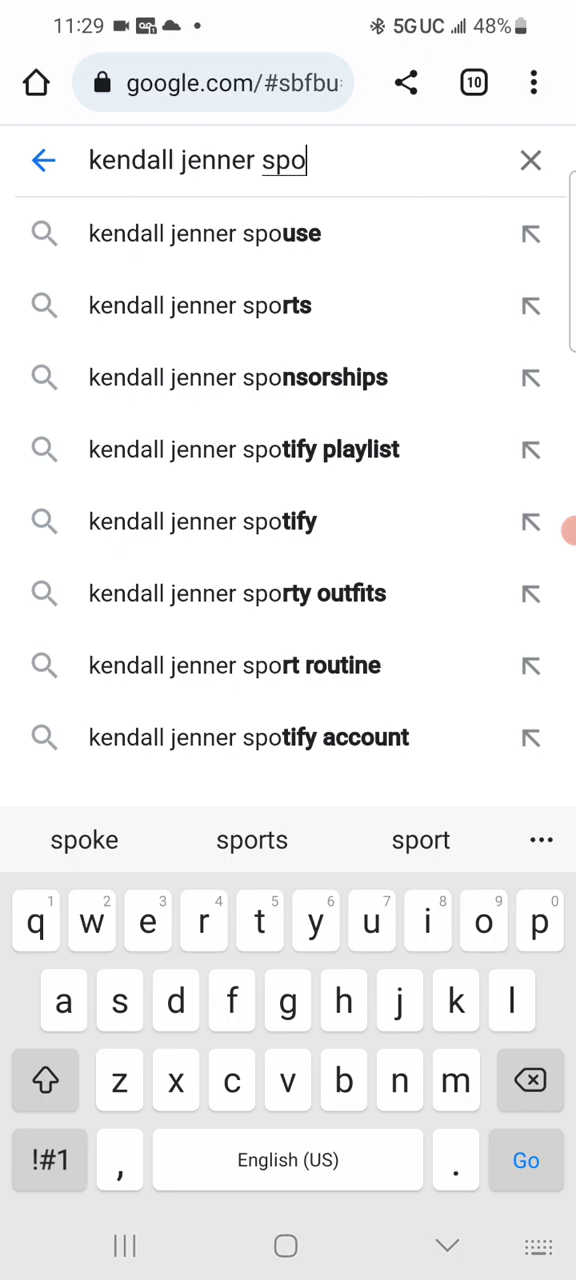 11:29 5GUC 48%
google.com/#sbfbu
10
kendall jenner spo
kendall jenner spouse
kendall jenner sports
kendall jenner sponsorships
kendall jenner spotify playlist
kendall jenner spotify
kendall jenner sporty outfits
kendall jenner sport routine
kendall jenner spotify account
spoke sports sport
1 2 3 4 5 6 7 8 9 0
q w e r t y u i o p
a s d f g h j k l
z x c v b n m
!#1 , English (US) . Go